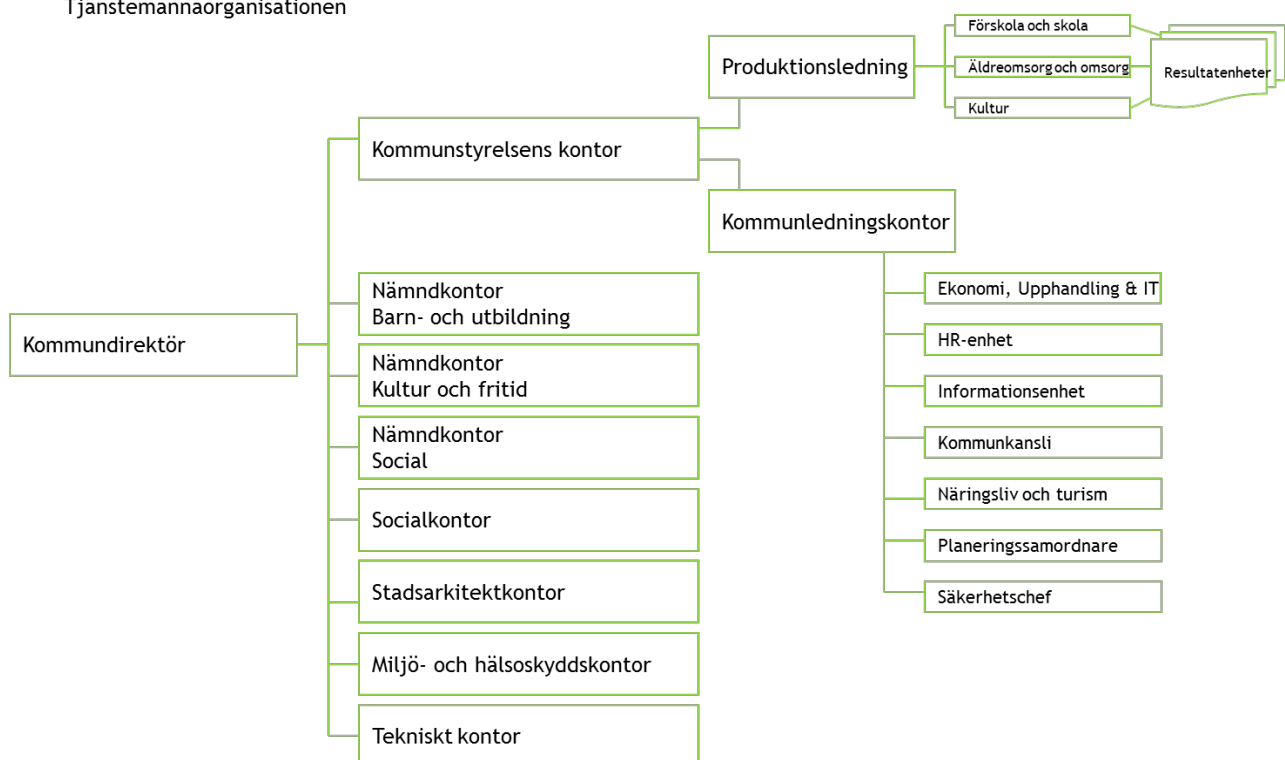 Tjänstemannaorganisationen
Förskola och skola
Produktionsledning
Äldreomsorg och omsorg
Resultatenheter
Kultur
Kommunstyrelsens kontor
Kommunledningskontor
Nämndkontor
Barn- och utbildning
Ekonomi, Upphandling & IT
Kommundirektör
HR-enhet
Nämndkontor
Kultur och fritid
Informationsenhet
Nämndkontor
Social
Kommunkansli
Näringsliv och turism
Socialkontor
Planeringssamordnare
Stadsarkitektkontor
Säkerhetschef
Miljö- och hälsoskyddskontor
Tekniskt kontor